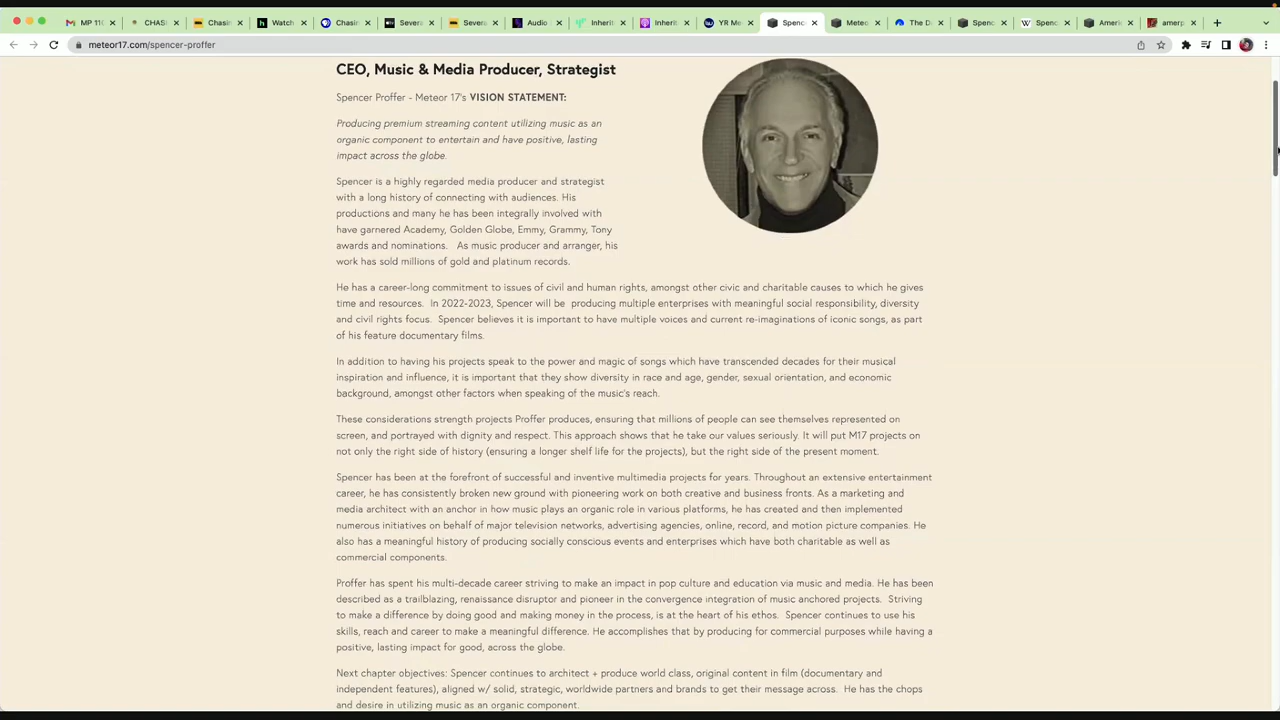 MP 110
CHAS
Chasin
Watch
Chasin
Severa
Severa
Audio
Inherit
Inherit
YR Me
Spenc
Meteo
The D
Spenc
Spenc
Ameri
amerp
meteor17.com/spencer-proffer
CEO, Music & Media Producer, Strategist
Spencer Proffer - Meteor 17's VISION STATEMENT:
Producing premium streaming content utilizing music as an
organic component to entertain and have positive, lasting
impact across the globe.
Spencer is a highly regarded media producer and strategist
with a long history of connecting with audiences. His
productions and many he has been integrally involved with
have garnered Academy, Golden Globe, Emmy, Grammy, Tony
awards and nominations. As music producer and arranger, his
work has sold millions of gold and platinum records.
He has a career-long commitment to issues of civil and human rights, amongst other civic and charitable causes to which he gives
time and resources. In 2022-2023, Spencer will be producing multiple enterprises with meaningful social responsibility, diversity
and civil rights focus. Spencer believes it is important to have multiple voices and current re-imaginations of iconic songs, as part
of his feature documentary films.
In addition to having his projects speak to the power and magic of songs which have transcended decades for their musical
inspiration and influence, it is important that they show diversity in race and age, gender, sexual orientation, and economic
background, amongst other factors when speaking of the music's reach.
These considerations strength projects Proffer produces, ensuring that millions of people can see themselves represented on
screen, and portrayed with dignity and respect. This approach shows that he take our values seriously. It will put M17 projects on
not only the right side of history (ensuring a longer shelf life for the projects), but the right side of the present moment.
Spencer has been at the forefront of successful and inventive multimedia projects for years. Throughout an extensive entertainment
career, he has consistently broken new ground with pioneering work on both creative and business fronts. As a marketing and
media architect with an anchor in how music plays an organic role in various platforms, he has created and then implemented
numerous initiatives on behalf of major television networks, advertising agencies, online, record, and motion picture companies. He
also has a meaningful history of producing socially conscious events and enterprises which have both charitable as well as
commercial components.
Proffer has spent his multi-decade career striving to make an impact in pop culture and education via music and media. He has been
described as a trailblazing, renaissance disruptor and pioneer in the convergence integration of music anchored projects. Striving
to make a difference by doing good and making money in the process, is at the heart of his ethos. Spencer continues to use his
skills, reach and career to make a meaningful difference. He accomplishes that by producing for commercial purposes while having a
positive, lasting impact for good, across the globe.
Next chapter objectives: Spencer continues to architect + produce world class, original content in film (documentary and
independent features), aligned w/ solid, strategic, worldwide partners and brands to get their message across. He has the chops
and desire in utilizing music as an organic component.